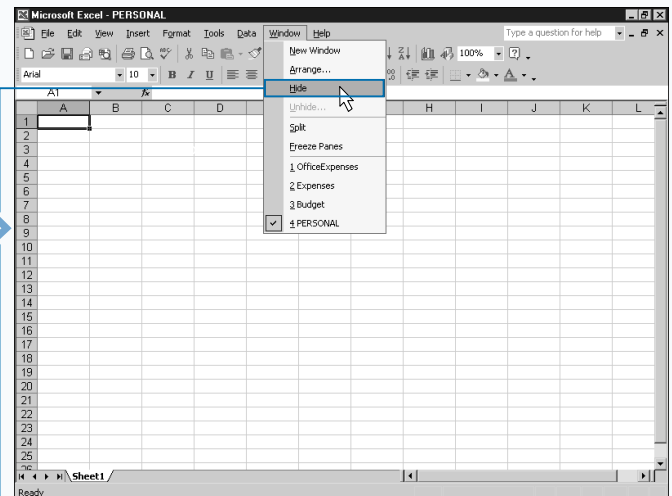 Microsoft Excel - PERSONAL
File Edit View Insert Format Tools Data Window Help Type a question for help
New Window
Arrange...
Hide
Unhide...
Split
Freeze Panes
1 OfficeExpenses
2 Expenses
3 Budget
4 PERSONAL
100%
Arial 10 B I U
A1 fx
A B C D H I J K L
1
2
3
4
5
6
7
8
9
10
11
12
13
14
15
16
17
18
19
20
21
22
23
24
25
26
Sheet1
Ready